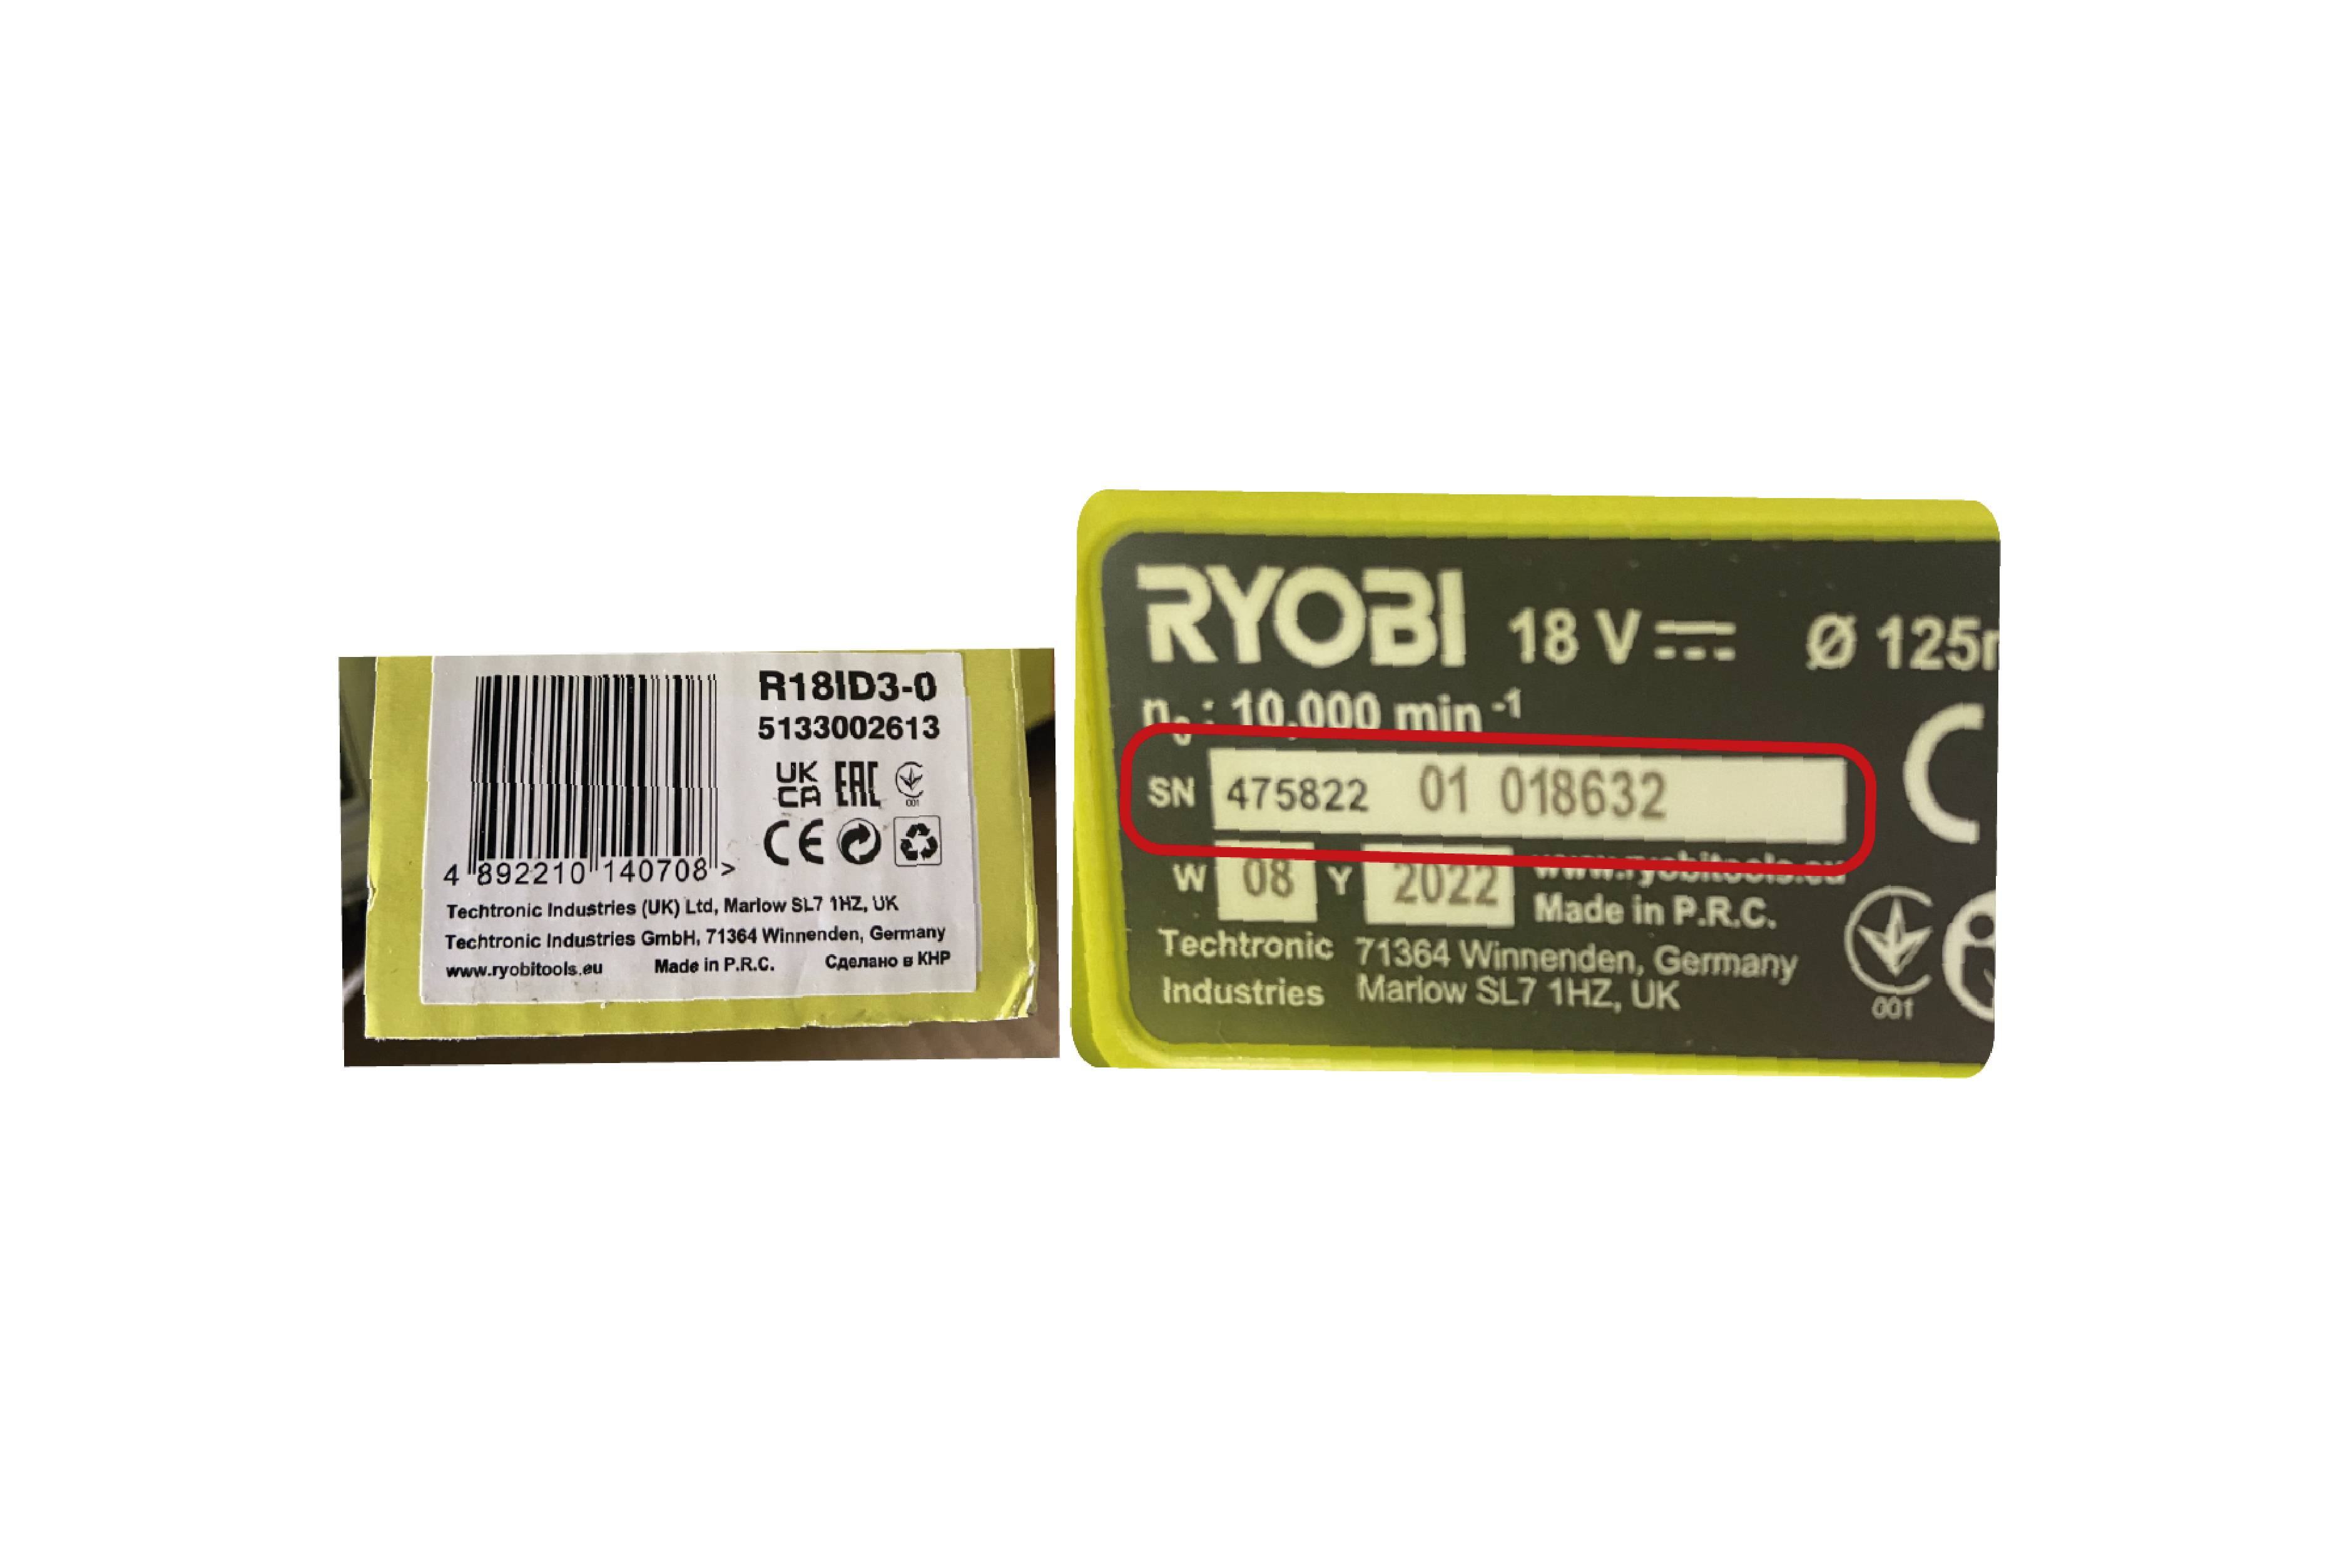 R18ID3-0
5133002613
UK
CA EAC
001
CE
4 892210 140708 >
Techtronic Industries (UK) Ltd, Marlow SL7 1HZ, UK
Techtronic Industries GmbH, 71364 Winnenden, Germany
www.ryobitools.eu Made in P.R.C. Сделано в КНР
RYOBI 18 V Ø 125
n₀ : 10,000 min⁻¹
SN 475822 01 018632
W 08 Y 2022 www.ryobitools.eu
Made in P.R.C.
Techtronic 71364 Winnenden, Germany
Industries Marlow SL7 1HZ, UK
001